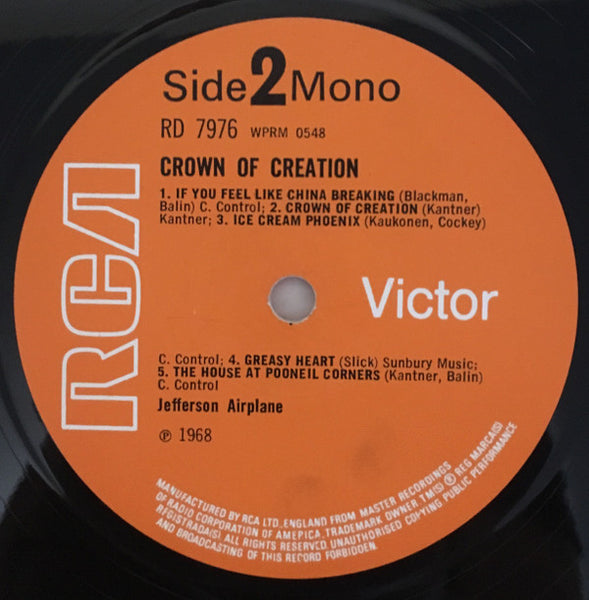 Side 2 Mono
RD 7976 WPRM 0548
CROWN OF CREATION
1. IF YOU FEEL LIKE CHINA BREAKING (Blackman,
Balin) C. Control; 2. CROWN OF CREATION (Kantner)
Kantner; 3. ICE CREAM PHOENIX (Kaukonen, Cockey)
RCA
Victor
C. Control; 4. GREASY HEART (Slick) Sunbury Music;
5. THE HOUSE AT POONEIL CORNERS (Kantner, Balin)
C. Control
Jefferson Airplane
℗ 1968
MANUFACTURED BY RCA LTD., ENGLAND FROM MASTER RECORDINGS
OF RADIO CORPORATION OF AMERICA. TRADEMARK OWNER TM(S) ® REG MARCA(S)
REGISTRADA(S) ALL RIGHTS RESERVED UNAUTHORISED COPYING PUBLIC PERFORMANCE
AND BROADCASTING OF THIS RECORD FORBIDDEN.